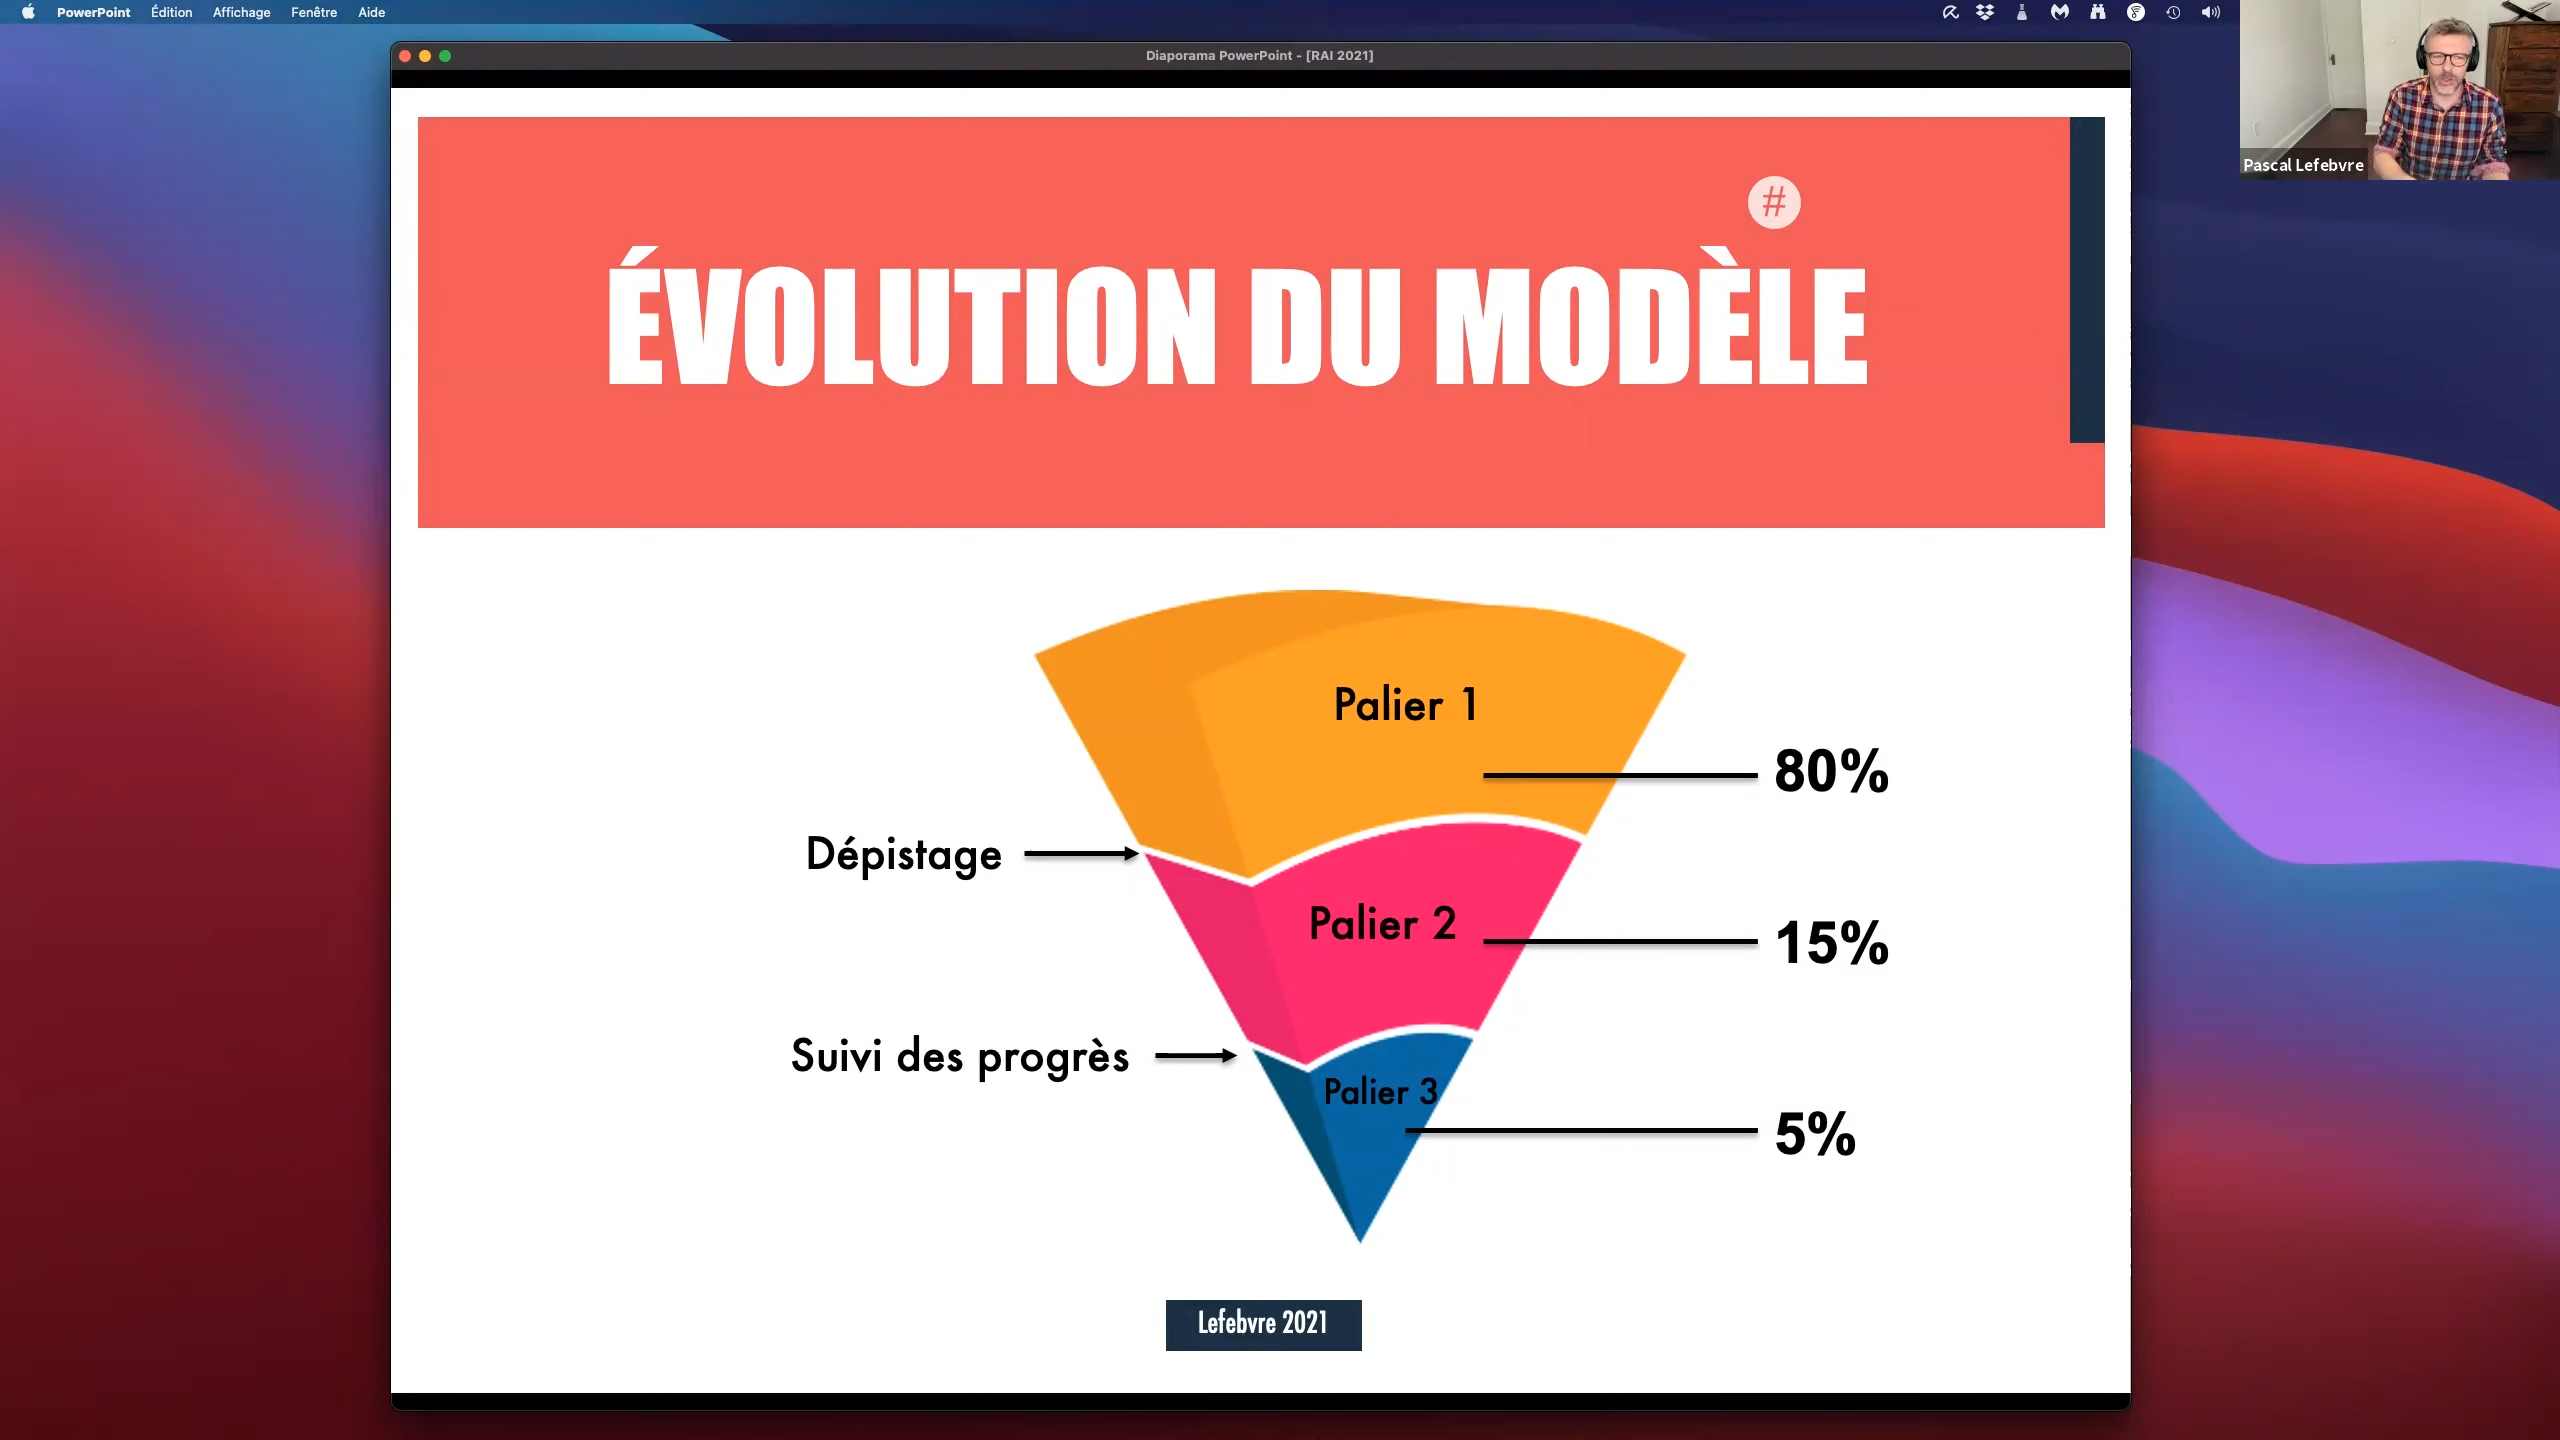 PowerPoint Édition Affichage Fenêtre Aide
Diaporama PowerPoint - [RAI 2021]
Pascal Lefebvre
#
ÉVOLUTION DU MODÈLE
Palier 1
80%
Dépistage
Palier 2
15%
Suivi des progrès
Palier 3
5%
Lefebvre 2021